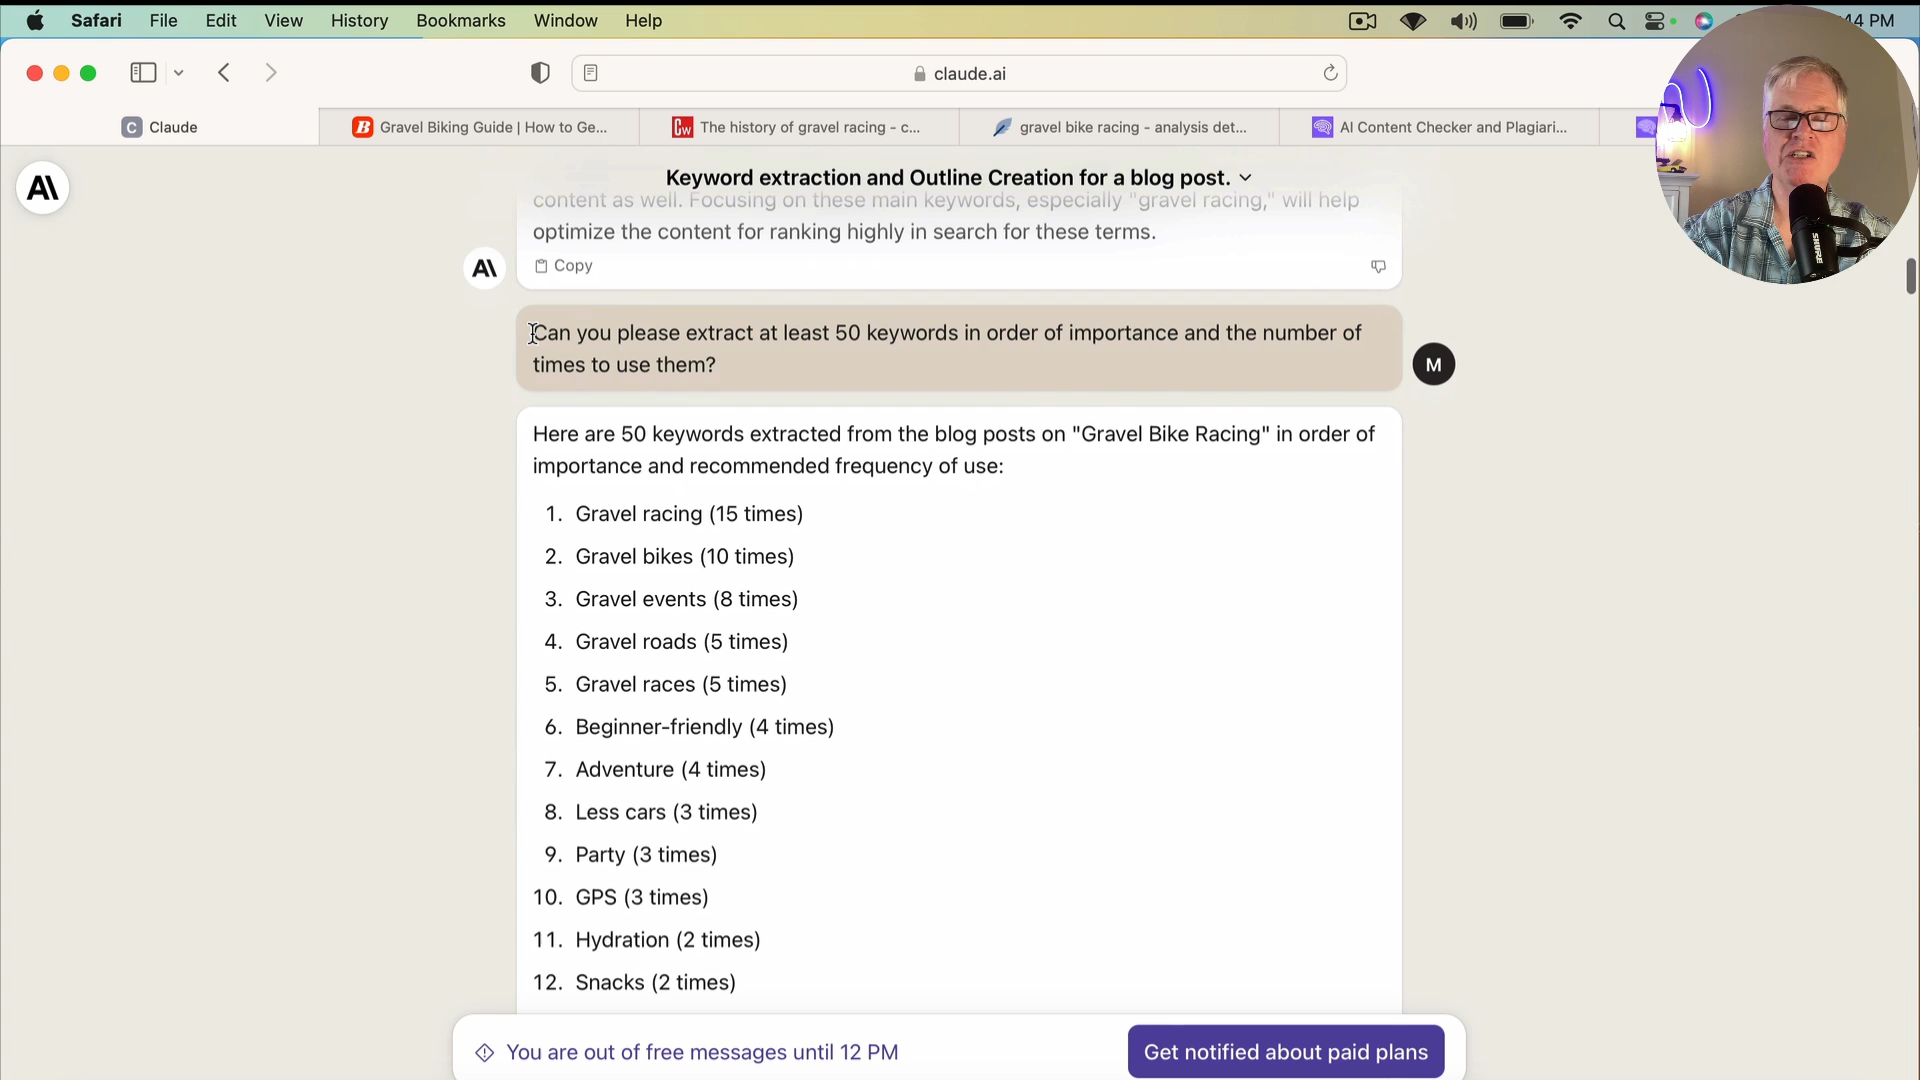 Safari File Edit View History Bookmarks Window Help
44 PM
claude.ai
C Claude
B Gravel Biking Guide | How to Ge...
CW The history of gravel racing - c...
gravel bike racing - analysis det...
AI Content Checker and Plagiari...
Keyword extraction and Outline Creation for a blog post.
content as well. Focusing on these main keywords, especially "gravel racing," will help
optimize the content for ranking highly in search for these terms.
Copy
Can you please extract at least 50 keywords in order of importance and the number of
times to use them?
M
Here are 50 keywords extracted from the blog posts on "Gravel Bike Racing" in order of
importance and recommended frequency of use:
1. Gravel racing (15 times)
2. Gravel bikes (10 times)
3. Gravel events (8 times)
4. Gravel roads (5 times)
5. Gravel races (5 times)
6. Beginner-friendly (4 times)
7. Adventure (4 times)
8. Less cars (3 times)
9. Party (3 times)
10. GPS (3 times)
11. Hydration (2 times)
12. Snacks (2 times)
You are out of free messages until 12 PM
Get notified about paid plans
SHURE